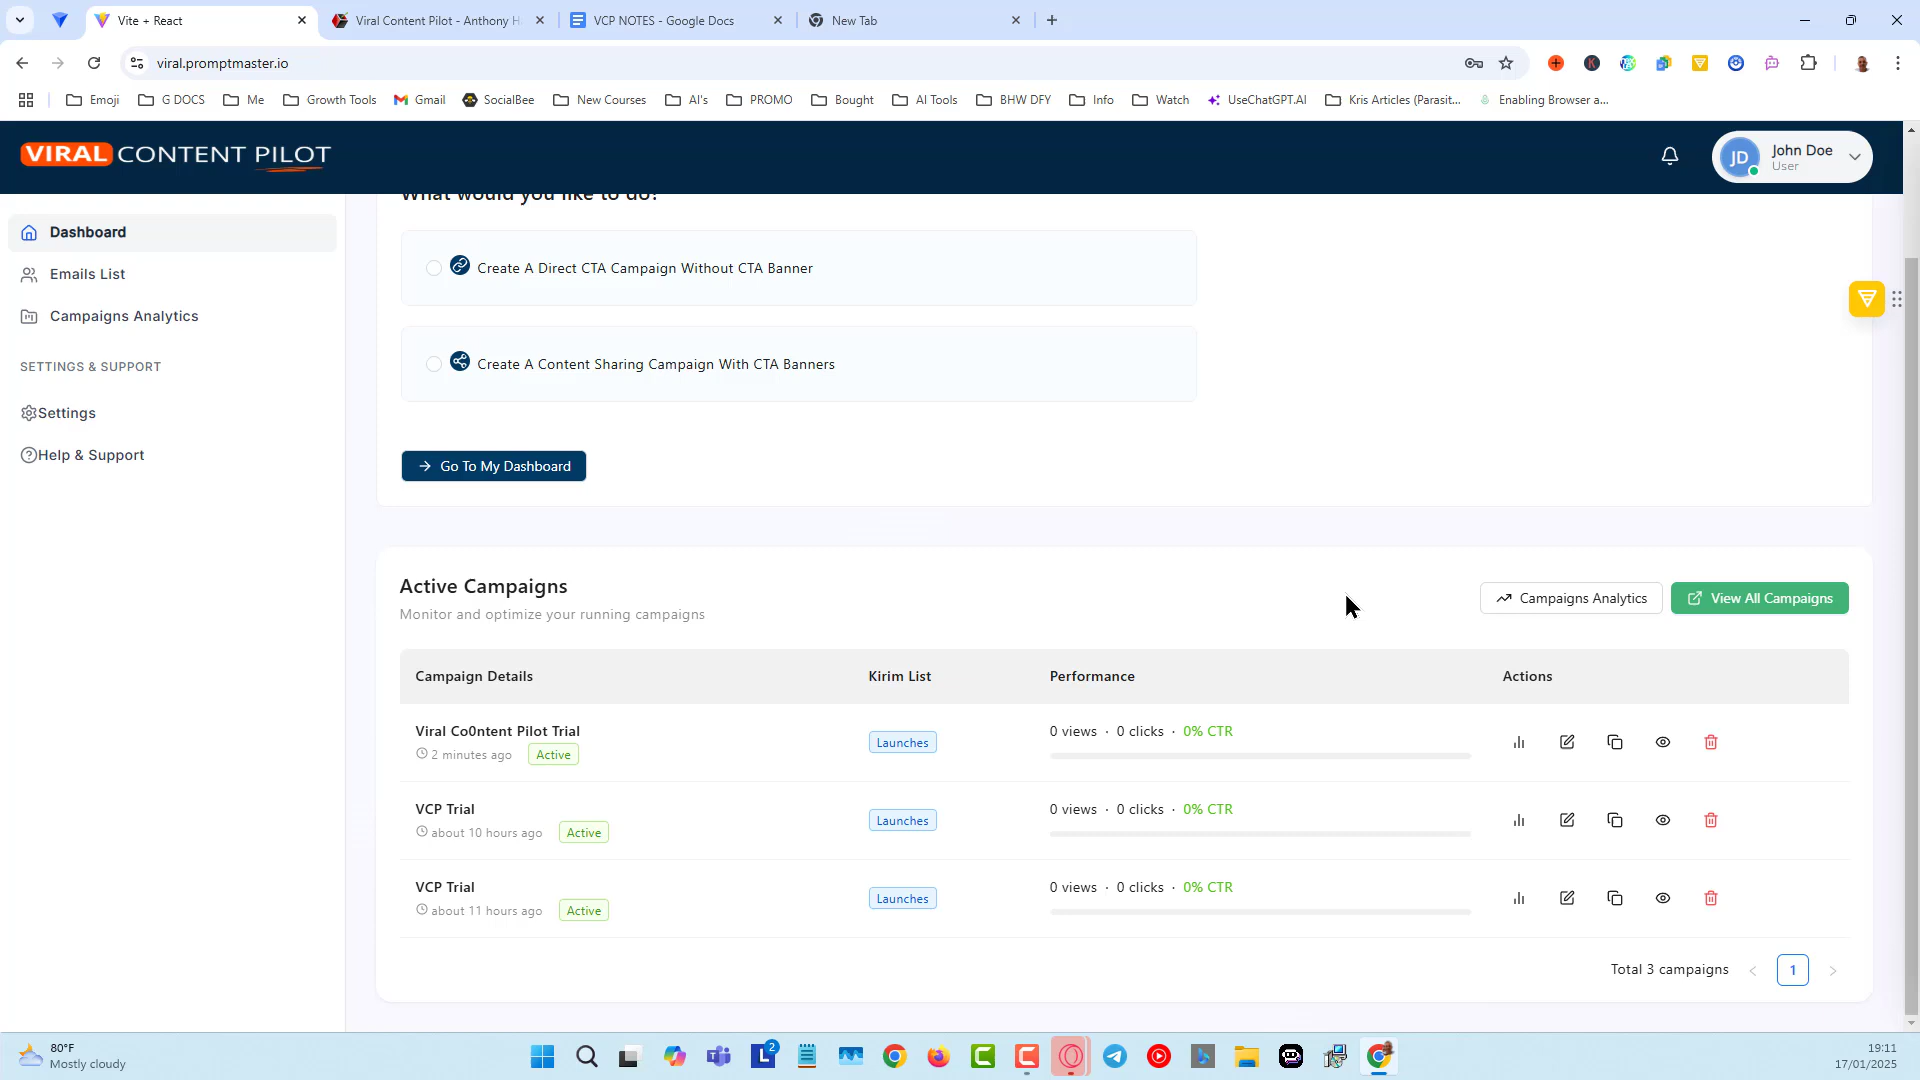 Vite + React
Viral Content Pilot - Anthony H
VCP NOTES - Google Docs
New Tab
viral.promptmaster.io
K
Emoji
G DOCS
Me
Growth Tools
Gmail
SocialBee
New Courses
AI's
PROMO
Bought
AI Tools
BHW DFY
Info
Watch
UseChatGPT.AI
Kris Articles (Parasit...
Enabling Browser a...
VIRAL CONTENT PILOT
JD
John Doe
User
What would you like to do?
Dashboard
Emails List
Campaigns Analytics
SETTINGS & SUPPORT
Settings
Help & Support
Create A Direct CTA Campaign Without CTA Banner
Create A Content Sharing Campaign With CTA Banners
Go To My Dashboard
Active Campaigns
Monitor and optimize your running campaigns
Campaigns Analytics
View All Campaigns
Campaign Details Kirim List Performance Actions
Viral Co0ntent Pilot Trial
2 minutes ago Active
Launches
0 views · 0 clicks · 0% CTR
VCP Trial
about 10 hours ago Active
Launches
0 views · 0 clicks · 0% CTR
VCP Trial
about 11 hours ago Active
Launches
0 views · 0 clicks · 0% CTR
Total 3 campaigns
1
80°F
Mostly cloudy
L
2
19:11
17/01/2025